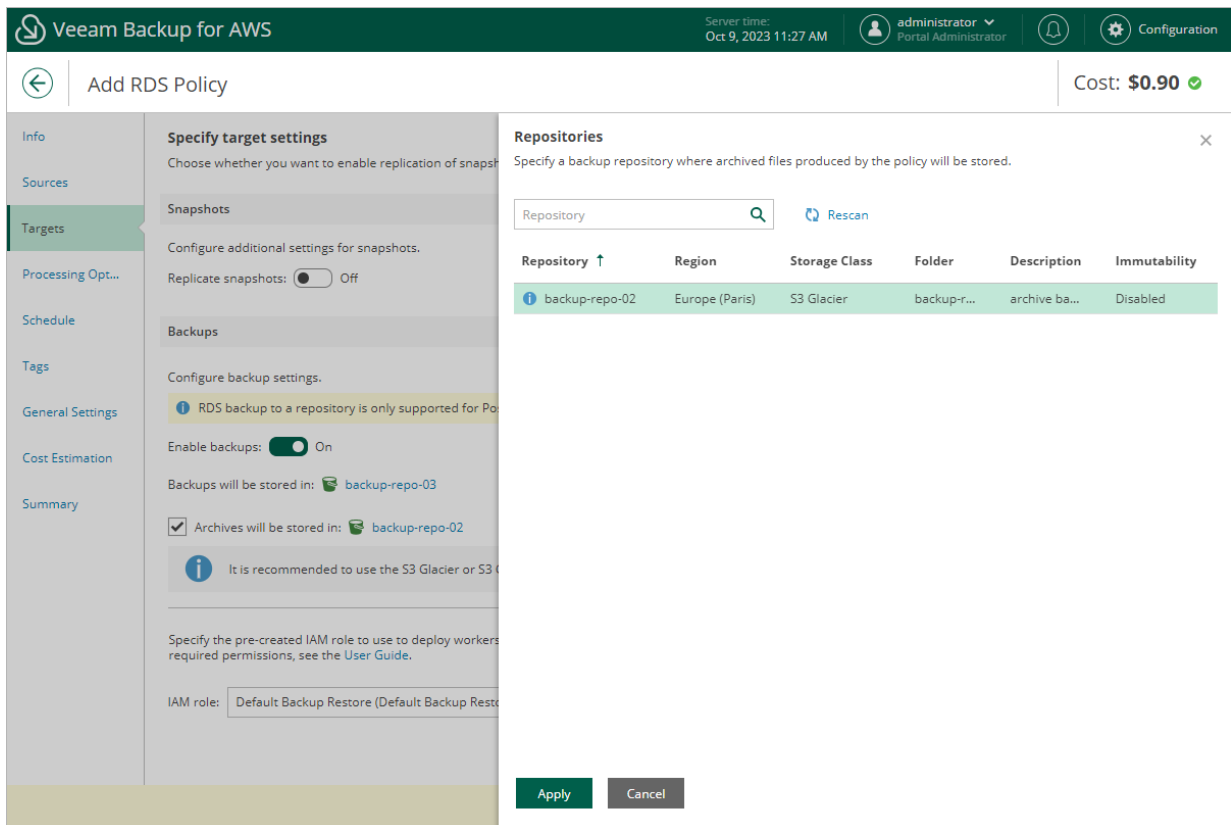 Veeam Backup for AWS
Server time:
Oct 9, 2023 11:27 AM
administrator
Portal Administrator
Configuration
Add RDS Policy
Cost: $0.90
Info
Sources
Targets
Processing Opt...
Schedule
Tags
General Settings
Cost Estimation
Summary
Specify target settings
Choose whether you want to enable replication of snapsh
Snapshots
Configure additional settings for snapshots.
Replicate snapshots: Off
Backups
Configure backup settings.
RDS backup to a repository is only supported for Po
Enable backups: On
Backups will be stored in: backup-repo-03
Archives will be stored in: backup-repo-02
It is recommended to use the S3 Glacier or S3
Specify the pre-created IAM role to use to deploy workers
required permissions, see the User Guide.
IAM role: Default Backup Restore (Default Backup Resto
Repositories
Specify a backup repository where archived files produced by the policy will be stored.
Repository
Rescan
Repository Region Storage Class Folder Description Immutability
backup-repo-02 Europe (Paris) S3 Glacier backup-r... archive ba... Disabled
Apply Cancel